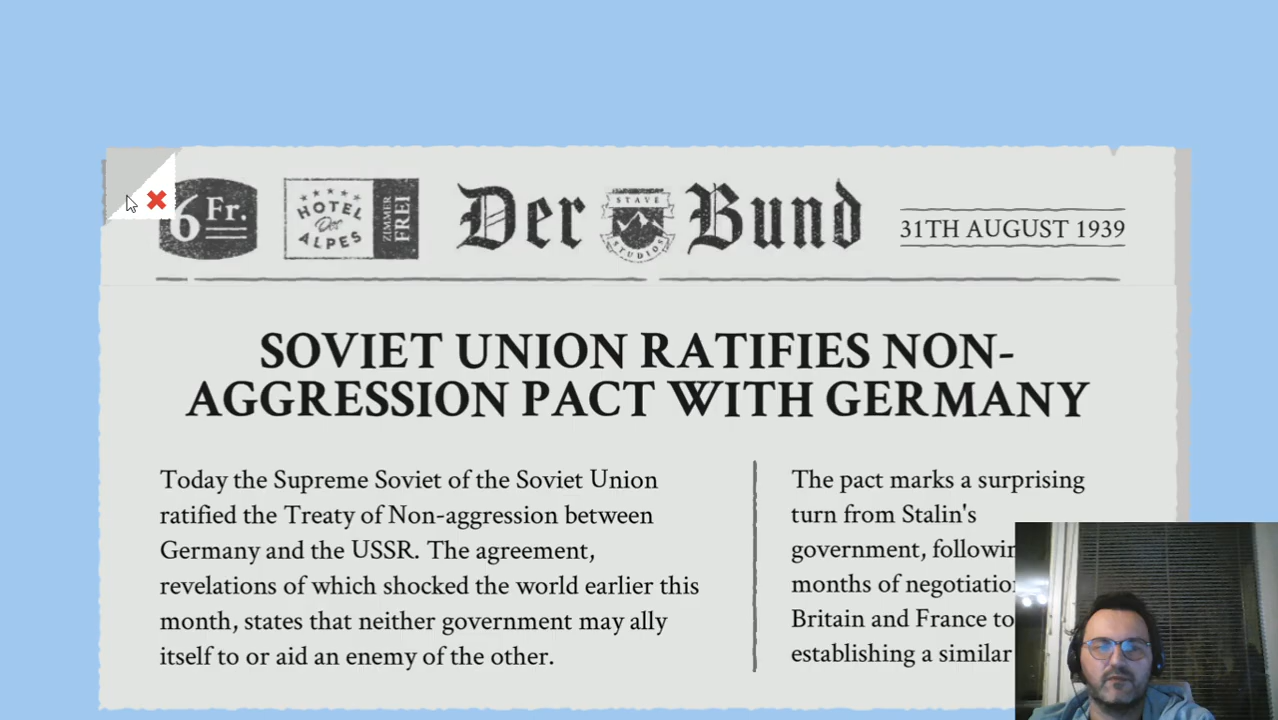 6 Fr.
HOTEL
Der
ALPES
ZIMMER
FREI
Der Bund
STAVE
STUDIOS
31TH AUGUST 1939
SOVIET UNION RATIFIES NON-
AGGRESSION PACT WITH GERMANY
Today the Supreme Soviet of the Soviet Union
ratified the Treaty of Non-aggression between
Germany and the USSR. The agreement,
revelations of which shocked the world earlier this
month, states that neither government may ally
itself to or aid an enemy of the other.
The pact marks a surprising
turn from Stalin's
government,
months of
Britain and France to
establishing a similar